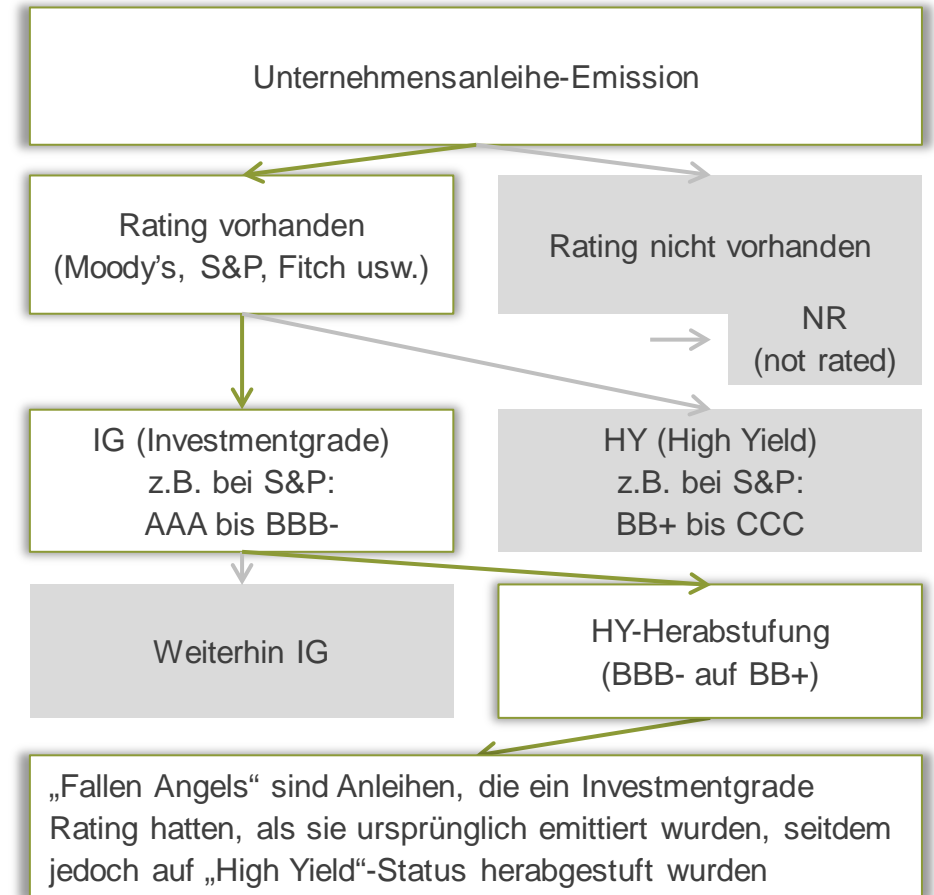 Unternehmensanleihe-Emission
Rating vorhanden
(Moody's, S&P, Fitch usw.)
Rating nicht vorhanden
NR
(not rated)
IG (Investmentgrade)
z.B. bei S&P:
AAA bis BBB-
HY (High Yield)
z.B. bei S&P:
BB+ bis CCC
Weiterhin IG
HY-Herabstufung
(BBB- auf BB+)
„Fallen Angels“ sind Anleihen, die ein Investmentgrade
Rating hatten, als sie ursprünglich emittiert wurden, seitdem
jedoch auf „High Yield“-Status herabgestuft wurden